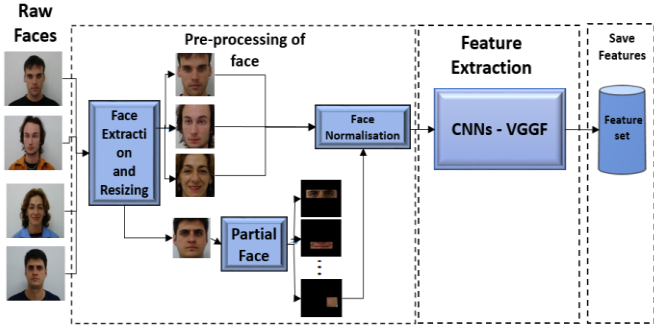 Raw
Faces
Pre-processing of
face
Feature
Extraction
Save
Features
Face
Extracti
on
and
Resizing
Face
Normalisation
CNNs - VGGF
Feature
set
Partial
Face